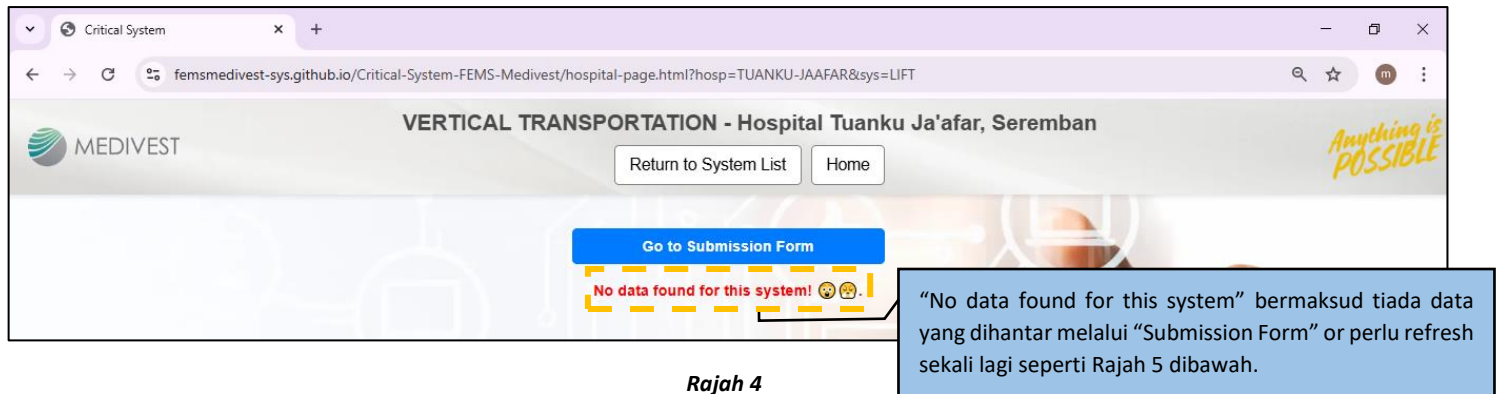 Critical System
femsmedivest-sys.github.io/Critical-System-FEMS-Medivest/hospital-page.html?hosp=TUANKU-JAAFAR&sys=LIFT
m
MEDIVEST
VERTICAL TRANSPORTATION - Hospital Tuanku Ja'afar, Seremban
Return to System List
Home
Anything is
POSSIBLE
Go to Submission Form
No data found for this system! 😮😷.
“No data found for this system” bermaksud tiada data
yang dihantar melalui “Submission Form” or perlu refresh
sekali lagi seperti Rajah 5 dibawah.
Rajah 4